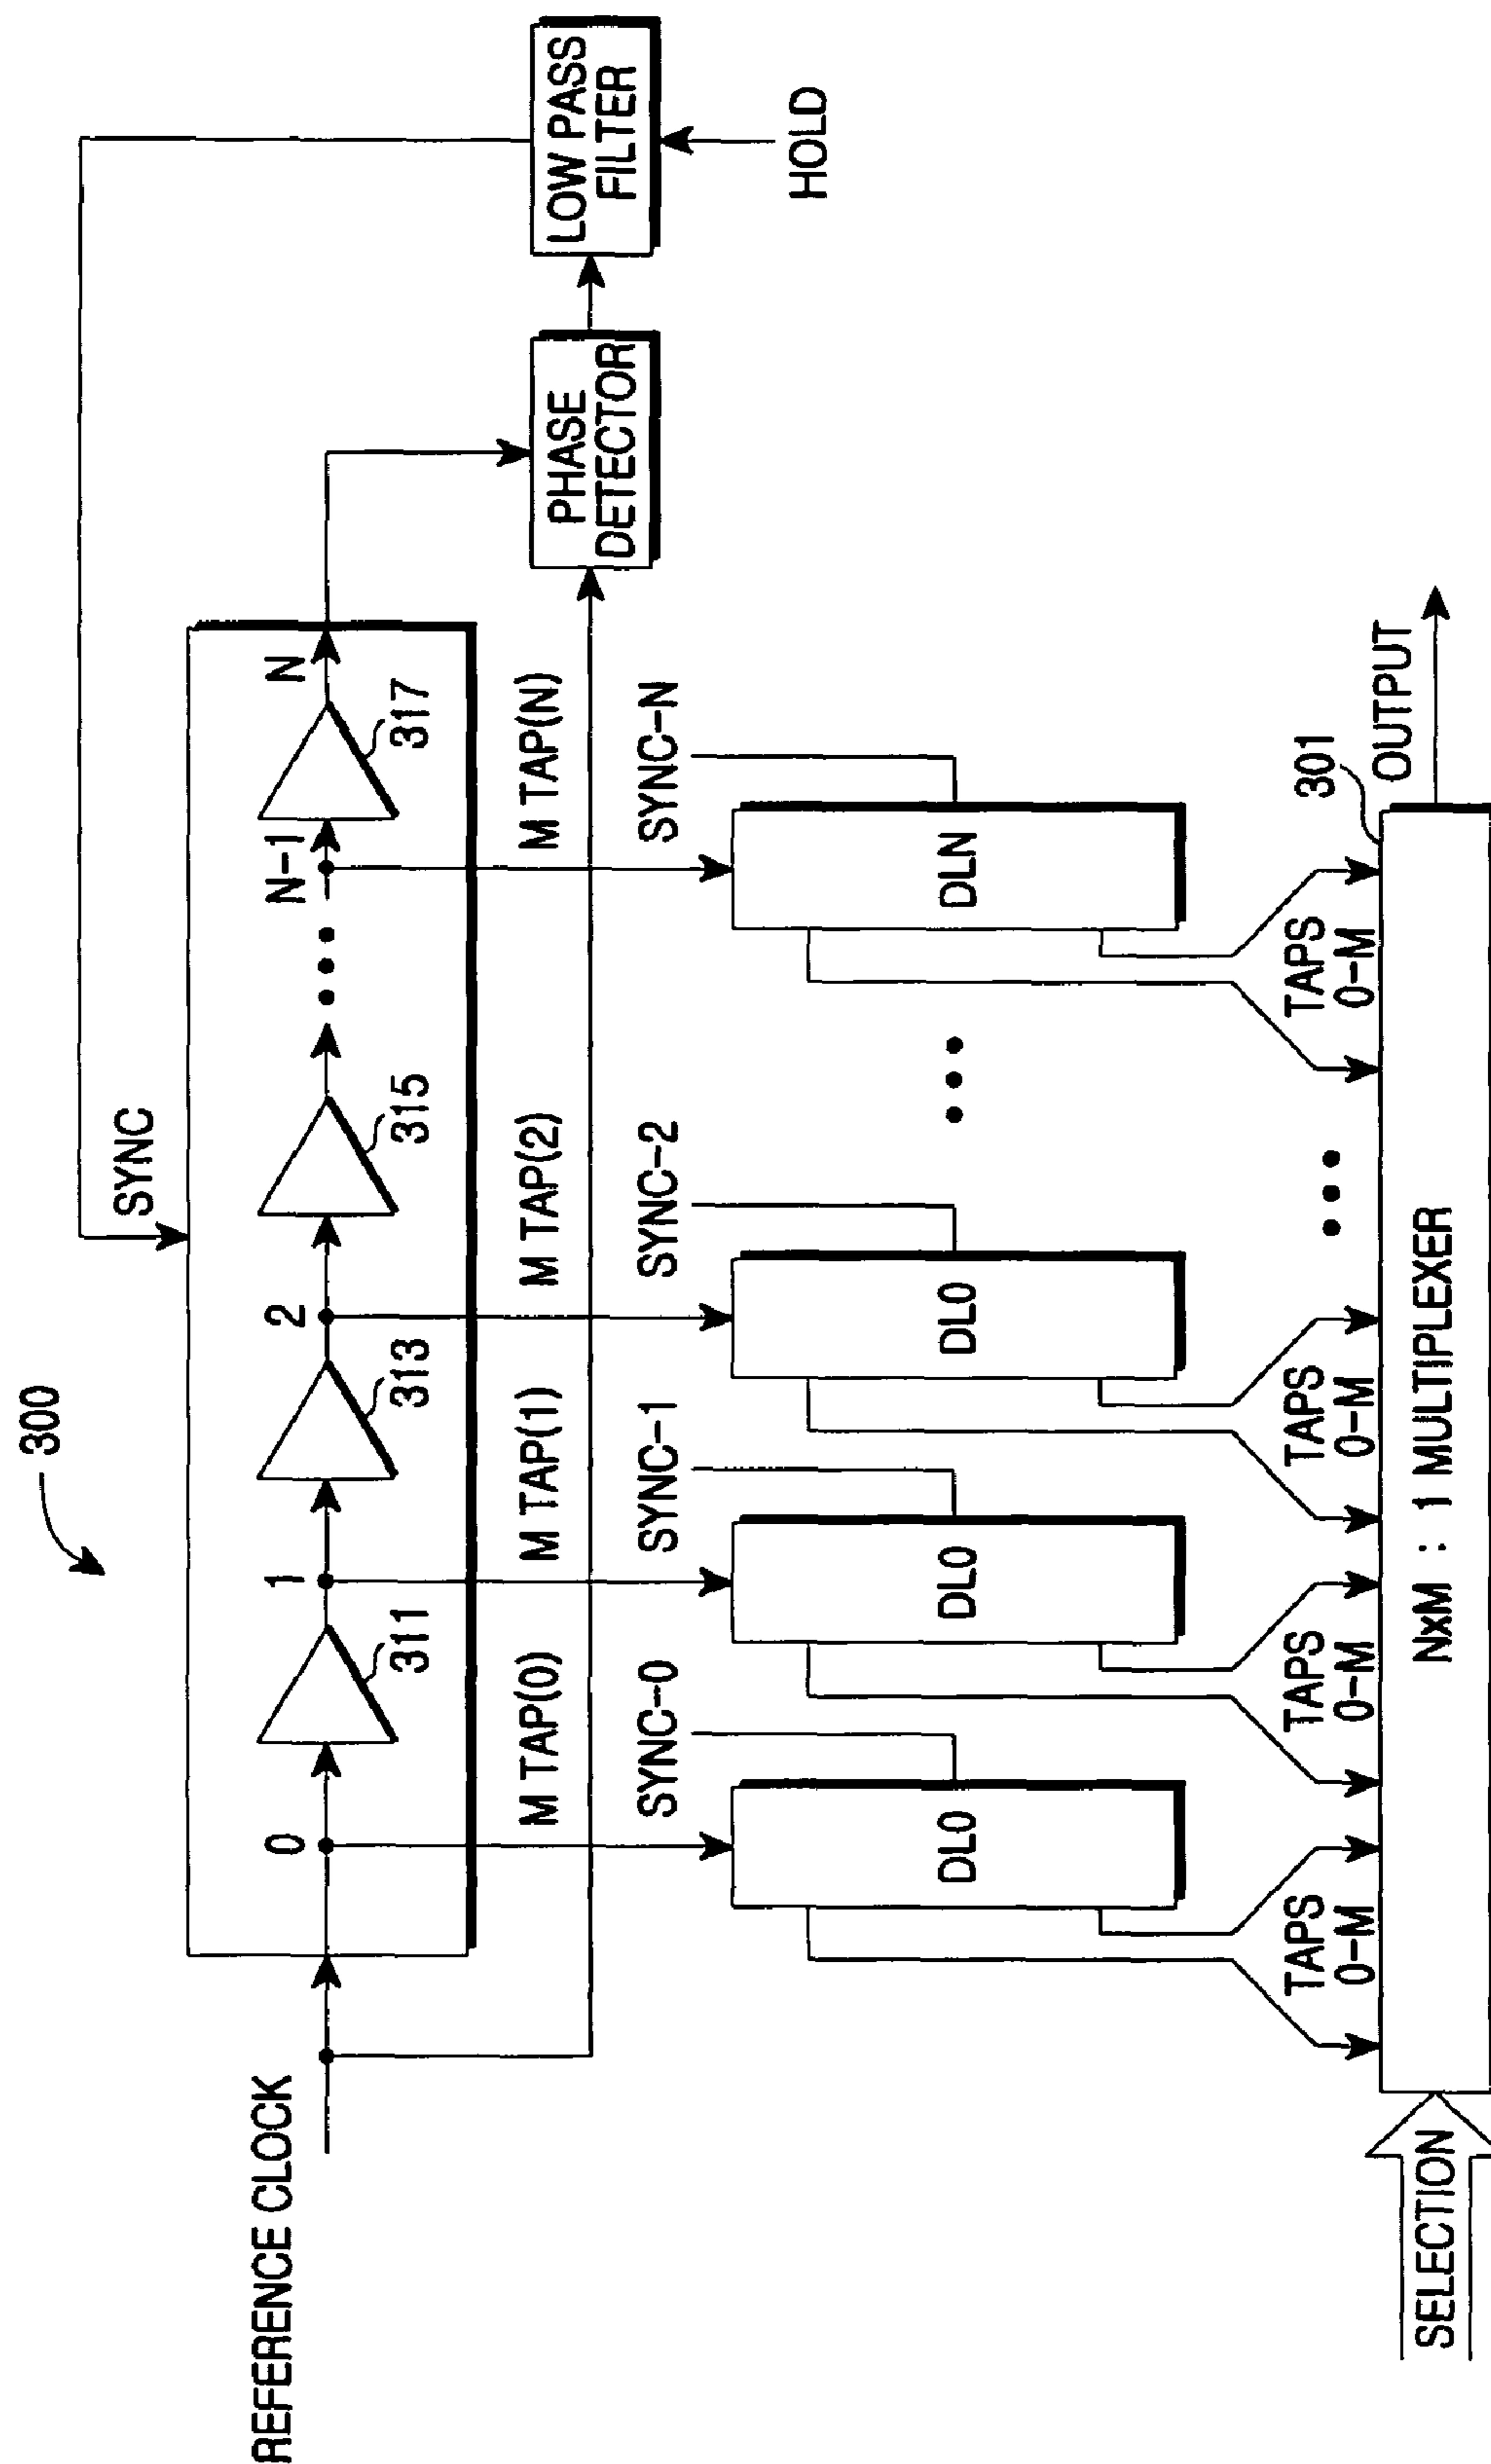 300
SYNC
REFERENCE CLOCK
0
1
2
N-1
N
311
313
315
317
LOW PASS
FILTER
PHASE
DETECTOR
HOLD
M TAP(0)
M TAP(1)
M TAP(2)
M TAP(N)
SYNC-0
SYNC-1
SYNC-2
SYNC-N
DL0
DL0
DL0
DLN
TAPS
0-M
TAPS
0-M
TAPS
0-M
TAPS
0-M
301
SELECTION
NxM : 1 MULTIPLEXER
OUTPUT